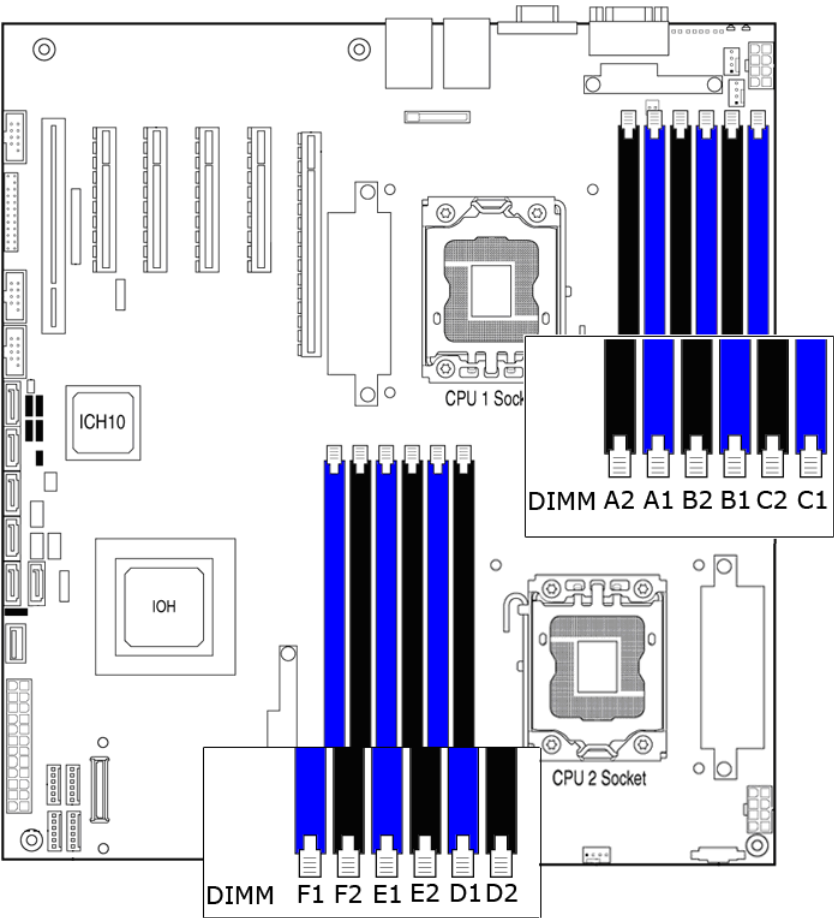 CPU 1 Sock
ICH10
DIMM A2 A1 B2 B1 C2 C1
IOH
CPU 2 Socket
DIMM F1 F2 E1 E2 D1 D2